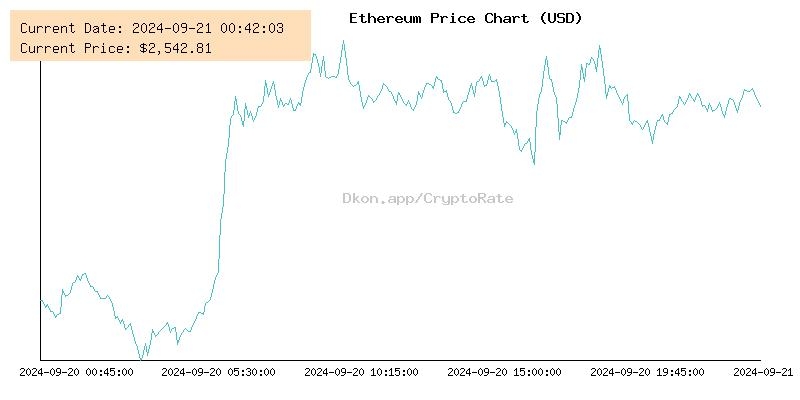 Ethereum Price Chart (USD)
Current Date: 2024-09-21 00:42:03
Current Price: $2,542.81
Dkon.app/CryptoRate
2024-09-20 00:45:00 2024-09-20 05:30:00 2024-09-20 10:15:00 2024-09-20 15:00:00 2024-09-20 19:45:00 2024-09-21